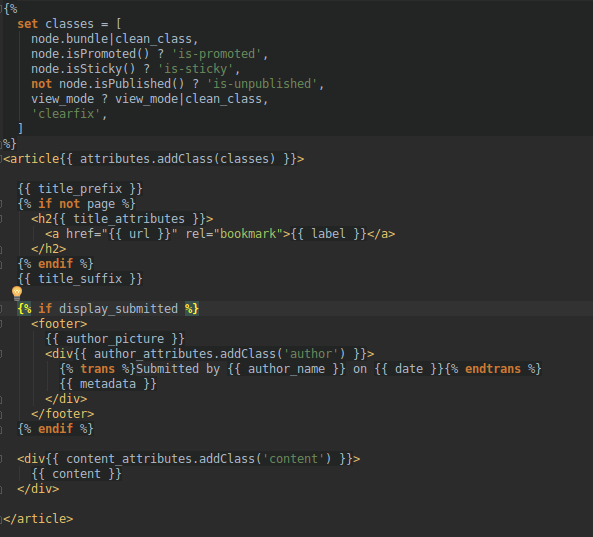 {%
  set classes = [
    node.bundle|clean_class,
    node.isPromoted() ? 'is-promoted',
    node.isSticky() ? 'is-sticky',
    not node.isPublished() ? 'is-unpublished',
    view_mode ? view_mode|clean_class,
    'clearfix',
  ]
%}
<article{{ attributes.addClass(classes) }}>

  {{ title_prefix }}
  {% if not page %}
    <h2{{ title_attributes }}>
      <a href="{{ url }}" rel="bookmark">{{ label }}</a>
    </h2>
  {% endif %}
  {{ title_suffix }}

  {% if display_submitted %}
    <footer>
      {{ author_picture }}
      <div{{ author_attributes.addClass('author') }}>
        {% trans %}Submitted by {{ author_name }} on {{ date }}{% endtrans %}
        {{ metadata }}
      </div>
    </footer>
  {% endif %}

  <div{{ content_attributes.addClass('content') }}>
    {{ content }}
  </div>

</article>